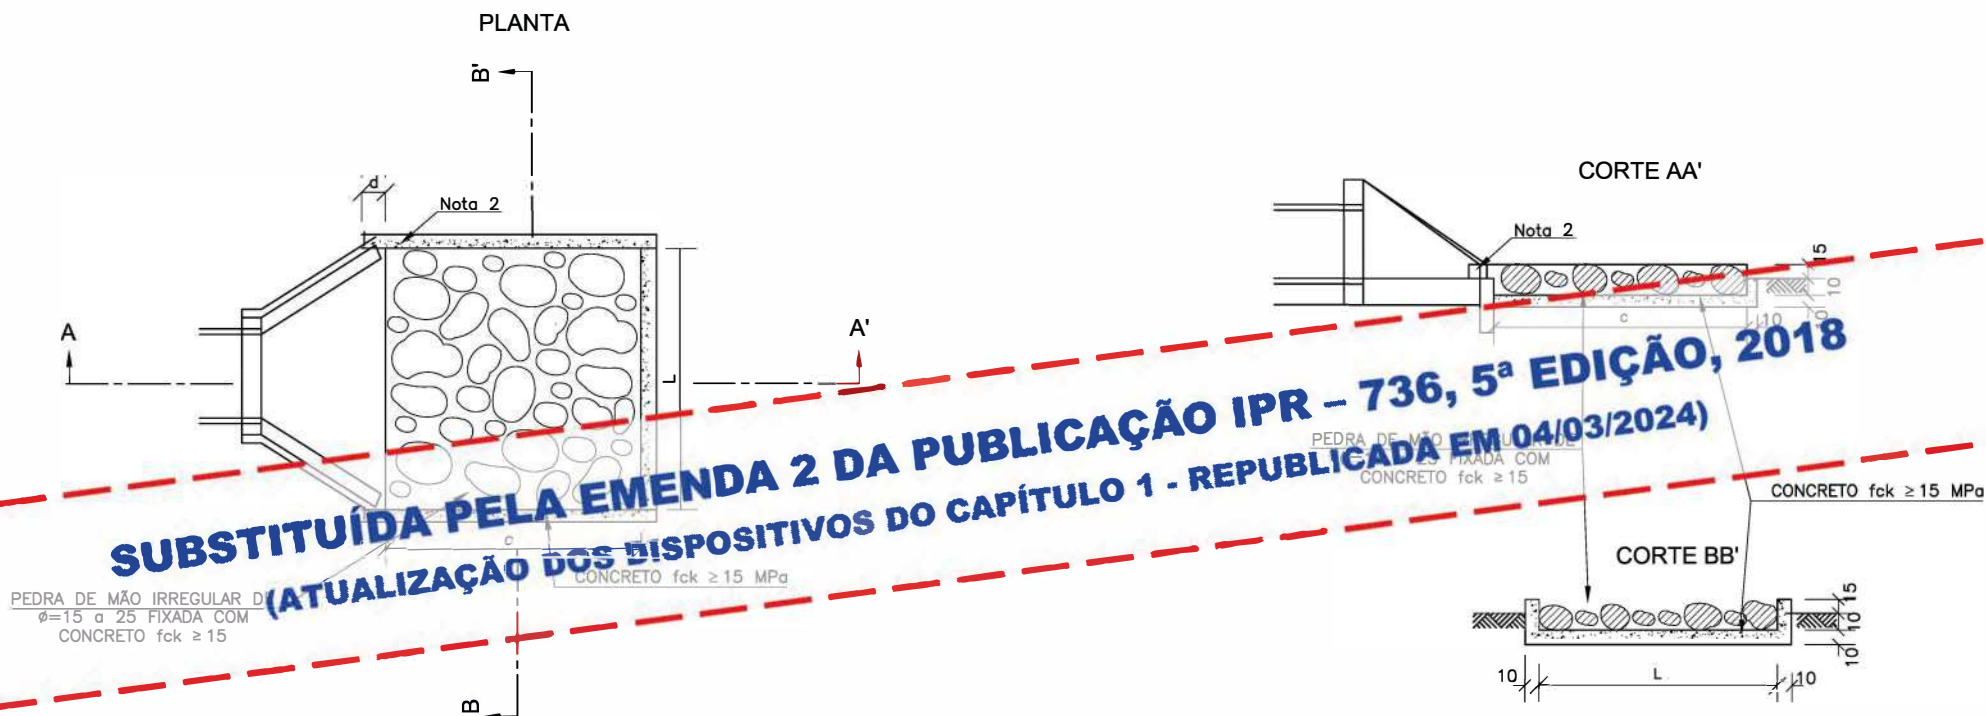 PLANTA
B'
d
Nota 2
A
A'
L
c
B
PEDRA DE MÃO IRREGULAR D
ø=15 a 25 FIXADA COM
CONCRETO fck ≥15
CONCRETO fck ≥15 MPa
CORTE AA'
Nota 2
15
10
10
c
10
SUBSTITUÍDA PELA EMENDA 2 DA PUBLICAÇÃO IPR – 736, 5ª EDIÇÃO, 2018
(ATUALIZAÇÃO DOS DISPOSITIVOS DO CAPÍTULO 1 - REPUBLICADA EM 04/03/2024)
PEDRA DE MÃO
FIXADA COM
CONCRETO fck ≥15
CONCRETO fck ≥15 MPa
CORTE BB'
15
10
10
10
L
10